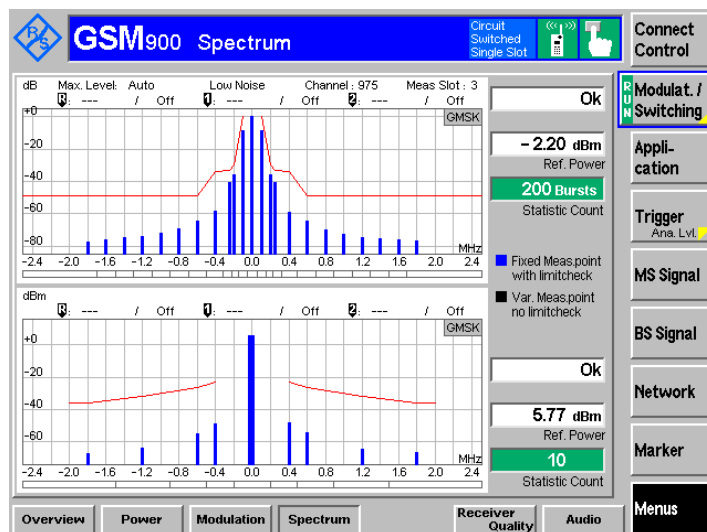 R&S
GSM900 Spectrum
Circuit
Switched
Single Slot
Connect
Control
dB Max. Level: Auto Low Noise Channel : 975 Meas Slot : 3
R: --- / Off 1: --- / Off 2: --- / Off
GMSK
+0
-20
-40
-60
-80
MHz
-2.4 -2.0 -1.6 -1.2 -0.8 -0.4 0.0 0.4 0.8 1.2 1.6 2.0 2.4
Ok
-2.20 dBm
Ref. Power
200 Bursts
Statistic Count
Fixed Meas.point
with limitcheck
Var. Meas.point
no limitcheck
dBm
R: --- / Off 1: --- / Off 2: --- / Off
GMSK
+0
-20
-40
-60
MHz
-2.4 -2.0 -1.6 -1.2 -0.8 -0.4 0.0 0.4 0.8 1.2 1.6 2.0 2.4
Ok
5.77 dBm
Ref. Power
10
Statistic Count
RUN
Modulat. /
Switching
Appli-
cation
Trigger
Ana. Lvl.
MS Signal
BS Signal
Network
Marker
Menus
Overview Power Modulation Spectrum Receiver Quality Audio